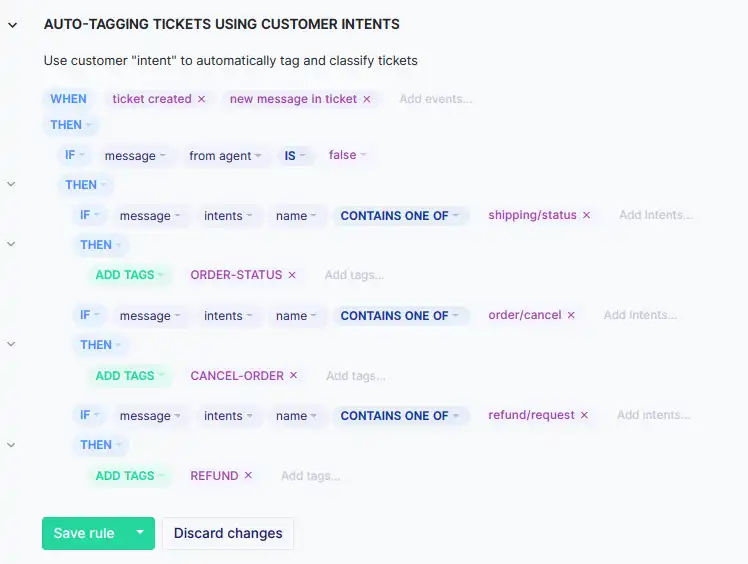 AUTO-TAGGING TICKETS USING CUSTOMER INTENTS
Use customer "intent" to automatically tag and classify tickets
WHEN ticket created × new message in ticket × Add events...
THEN
IF message from agent IS false
THEN
IF message intents name CONTAINS ONE OF shipping/status × Add Intents...
THEN
ADD TAGS ORDER-STATUS × Add tags...
IF message intents name CONTAINS ONE OF order/cancel × Add Intents...
THEN
ADD TAGS CANCEL-ORDER × Add tags...
IF message intents name CONTAINS ONE OF refund/request × Add intents...
THEN
ADD TAGS REFUND × Add tags...
Save rule Discard changes